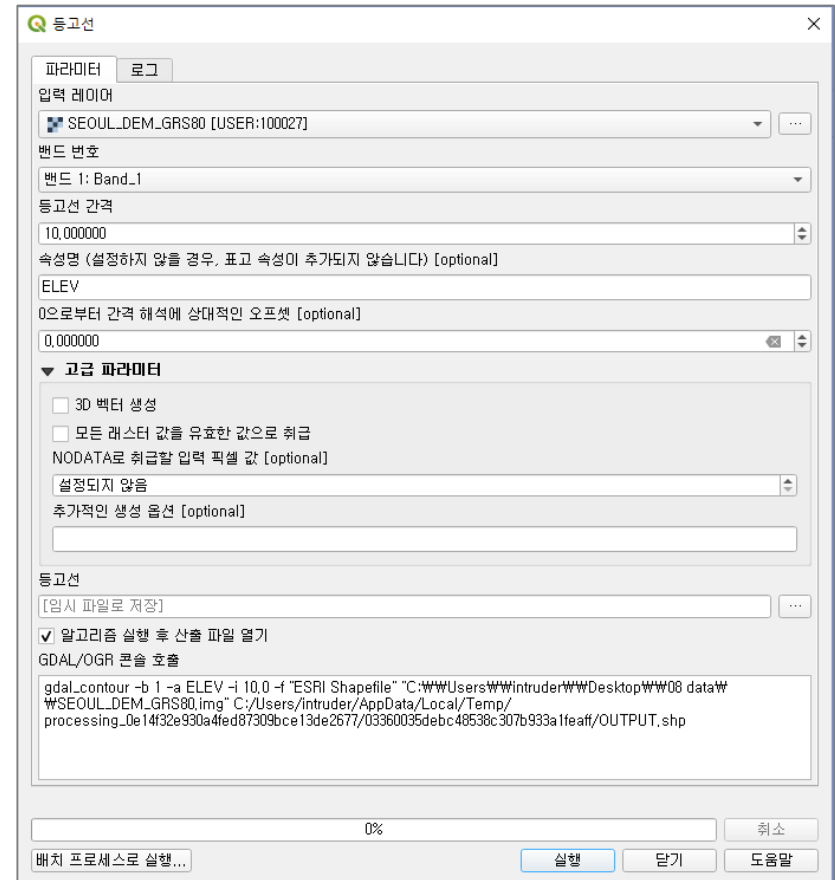 등고선
파라미터
로그
입력 레이어
SEOUL_DEM_GRS80 [USER:100027]
…
밴드 번호
밴드 1: Band_1
등고선 간격
10,000000
속성명 (설정하지 않을 경우, 표고 속성이 추가되지 않습니다) [optional]
ELEV
0으로부터 간격 해석에 상대적인 오프셋 [optional]
0,000000
고급 파라미터
3D 벡터 생성
모든 래스터 값을 유효한 값으로 취급
NODATA로 취급할 입력 픽셀 값 [optional]
설정되지 않음
추가적인 생성 옵션 [optional]
등고선
[임시 파일로 저장]
…
알고리즘 실행 후 산출 파일 열기
GDAL/OGR 콘솔 호출
gdal_contour -b 1 -a ELEV -i 10,0 -f "ESRI Shapefile" "C:₩₩Users₩₩intruder₩₩Desktop₩₩08 data₩
₩SEOUL_DEM_GRS80,img" C:/Users/intruder/AppData/Local/Temp/
processing_0e14f32e930a4fed87309bce13de2677/03360035debc48538c307b933a1feaff/OUTPUT,shp
0%
취소
배치 프로세스로 실행...
실행
닫기
도움말